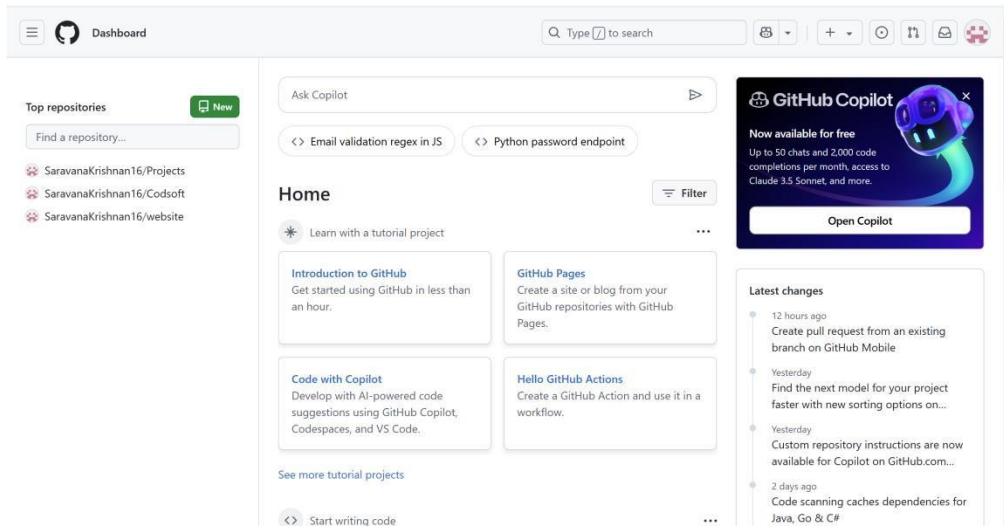 Dashboard
Type / to search
Top repositories
New
Find a repository...
SaravanaKrishnan16/Projects
SaravanaKrishnan16/Codsoft
SaravanaKrishnan16/website
Ask Copilot
Email validation regex in JS
Python password endpoint
Home
Filter
Learn with a tutorial project
Introduction to GitHub
Get started using GitHub in less than
an hour.
GitHub Pages
Create a site or blog from your
GitHub repositories with GitHub
Pages.
Code with Copilot
Develop with AI-powered code
suggestions using GitHub Copilot,
Codespaces, and VS Code.
Hello GitHub Actions
Create a GitHub Action and use it in a
workflow.
See more tutorial projects
Start writing code
GitHub Copilot
Now available for free
Up to 50 chats and 2,000 code
completions per month, access to
Claude 3.5 Sonnet, and more.
Open Copilot
Latest changes
12 hours ago
Create pull request from an existing
branch on GitHub Mobile
Yesterday
Find the next model for your project
faster with new sorting options on...
Yesterday
Custom repository instructions are now
available for Copilot on GitHub.com...
2 days ago
Code scanning caches dependencies for
Java, Go & C#